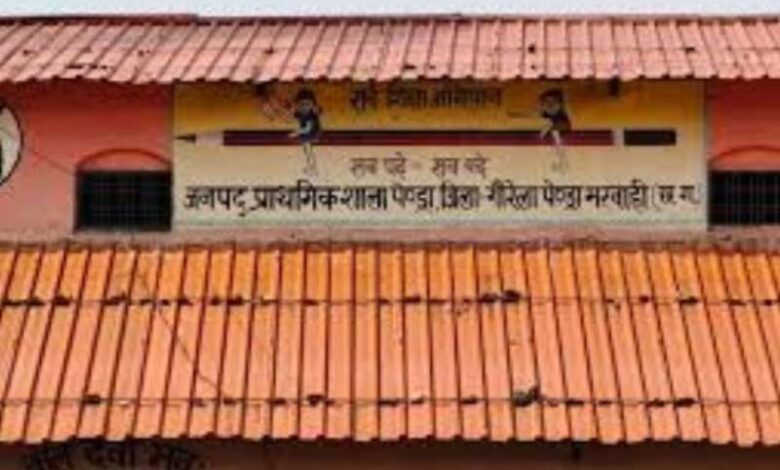 सर्व शिक्षा अभियान
सब पढ़े - सब बढ़े
जनपद प्राथमिक शाला पेण्ड्रा, जिला-गौरेला पेण्ड्रा मरवाही (छ.ग.)